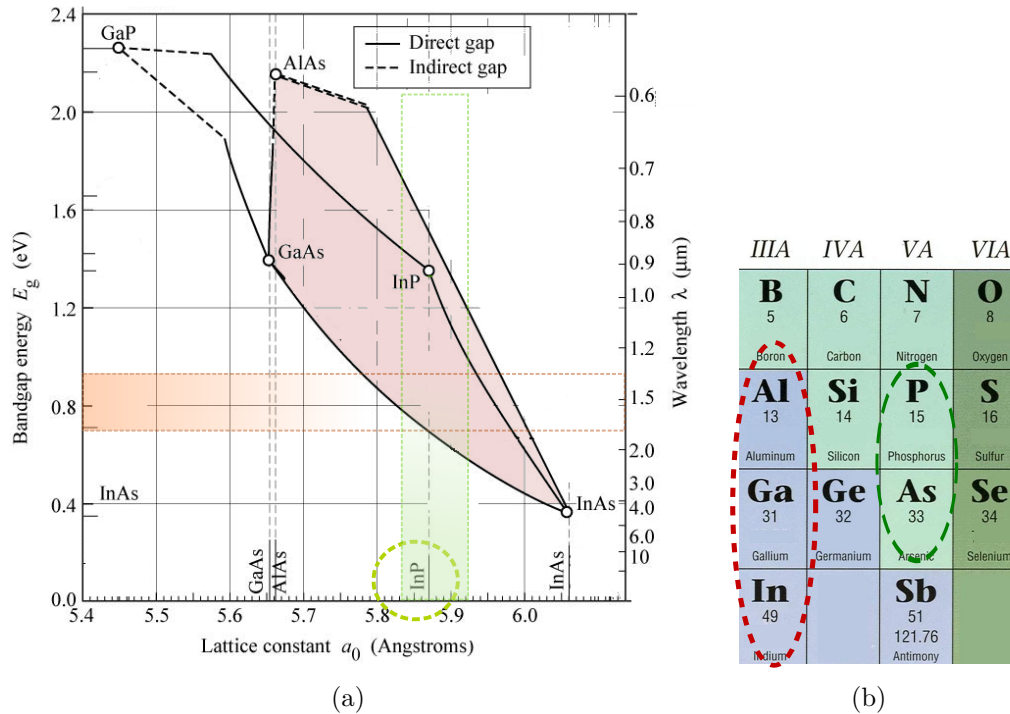 2.4
2.0
1.6
1.2
0.8
0.4
0.0
Bandgap energy E_g (eV)
GaP
AlAs
GaAs
InP
InAs
InAs
Direct gap
Indirect gap
GaAs
AlAs
InP
InAs
5.4
5.5
5.6
5.7
5.8
5.9
6.0
Lattice constant a_0 (Angstroms)
0.6
0.7
0.8
0.9
1.0
1.2
1.5
2.0
3.0
4.0
6.0
10
Wavelength λ (μm)
(a)
IIIA IVA VA VIA
B C N O
5 6 7 8
Boron Carbon Nitrogen Oxygen
Al Si P S
13 14 15 16
Aluminum Silicon Phosphorus Sulfur
Ga Ge As Se
31 32 33 34
Gallium Germanium Arsenic Selenium
In Sb
49 51
121.76
Indium Antimony
(b)